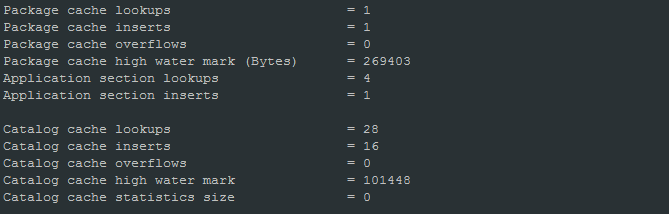 Package cache lookups = 1
Package cache inserts = 1
Package cache overflows = 0
Package cache high water mark (Bytes) = 269403
Application section lookups = 4
Application section inserts = 1
Catalog cache lookups = 28
Catalog cache inserts = 16
Catalog cache overflows = 0
Catalog cache high water mark = 101448
Catalog cache statistics size = 0